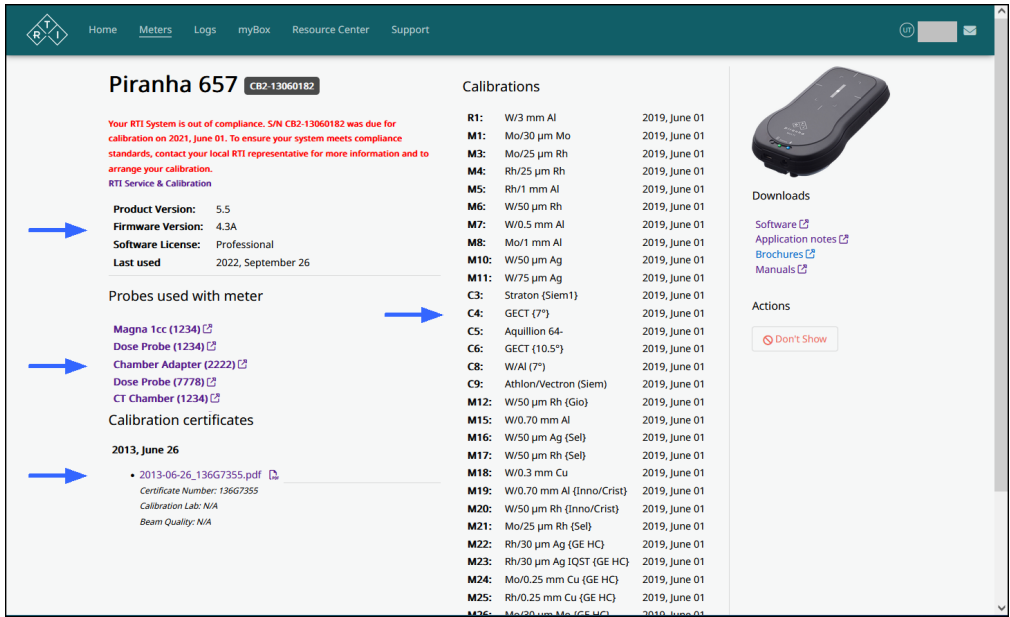 R T I
Home Meters Logs myBox Resource Center Support
UT
Piranha 657 CB2-13060182
Your RTI System is out of compliance. S/N CB2-13060182 was due for
calibration on 2021, June 01. To ensure your system meets compliance
standards, contact your local RTI representative for more information and to
arrange your calibration.
RTI Service & Calibration
Product Version: 5.5
Firmware Version: 4.3A
Software License: Professional
Last used 2022, September 26
Probes used with meter
Magna 1cc (1234)
Dose Probe (1234)
Chamber Adapter (2222)
Dose Probe (7778)
CT Chamber (1234)
Calibration certificates
2013, June 26
• 2013-06-26_136G7355.pdf
Certificate Number: 136G7355
Calibration Lab: N/A
Beam Quality: N/A
Calibrations
R1: W/3 mm Al 2019, June 01
M1: Mo/30 µm Mo 2019, June 01
M3: Mo/25 µm Rh 2019, June 01
M4: Rh/25 µm Rh 2019, June 01
M5: Rh/1 mm Al 2019, June 01
M6: W/50 µm Rh 2019, June 01
M7: W/0.5 mm Al 2019, June 01
M8: Mo/1 mm Al 2019, June 01
M10: W/50 µm Ag 2019, June 01
M11: W/75 µm Ag 2019, June 01
C3: Straton {Siem1} 2019, June 01
C4: GECT {7°} 2019, June 01
C5: Aquillion 64- 2019, June 01
C6: GECT {10.5°} 2019, June 01
C8: W/Al (7°) 2019, June 01
C9: Athlon/Vectron (Siem) 2019, June 01
M12: W/50 µm Rh {Gio} 2019, June 01
M15: W/0.70 mm Al 2019, June 01
M16: W/50 µm Ag {Sel} 2019, June 01
M17: W/50 µm Rh {Sel} 2019, June 01
M18: W/0.3 mm Cu 2019, June 01
M19: W/0.70 mm Al {Inno/Crist} 2019, June 01
M20: W/50 µm Rh {Inno/Crist} 2019, June 01
M21: Mo/25 µm Rh {Sel} 2019, June 01
M22: Rh/30 µm Ag {GE HC} 2019, June 01
M23: Rh/30 µm Ag IQST {GE HC} 2019, June 01
M24: Mo/0.25 mm Cu {GE HC} 2019, June 01
M25: Rh/0.25 mm Cu {GE HC} 2019, June 01
M26: Mo/30 µm Mo {GE HC} 2019, June 01
PIRANHA
Downloads
Software
Application notes
Brochures
Manuals
Actions
Don't Show